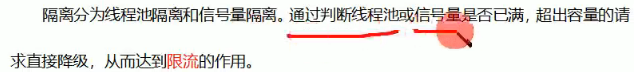 隔离分为线程池隔离和信号量隔离。通过判断线程池或信号量是否已满，超出容量的请
求直接降级，从而达到限流的作用。